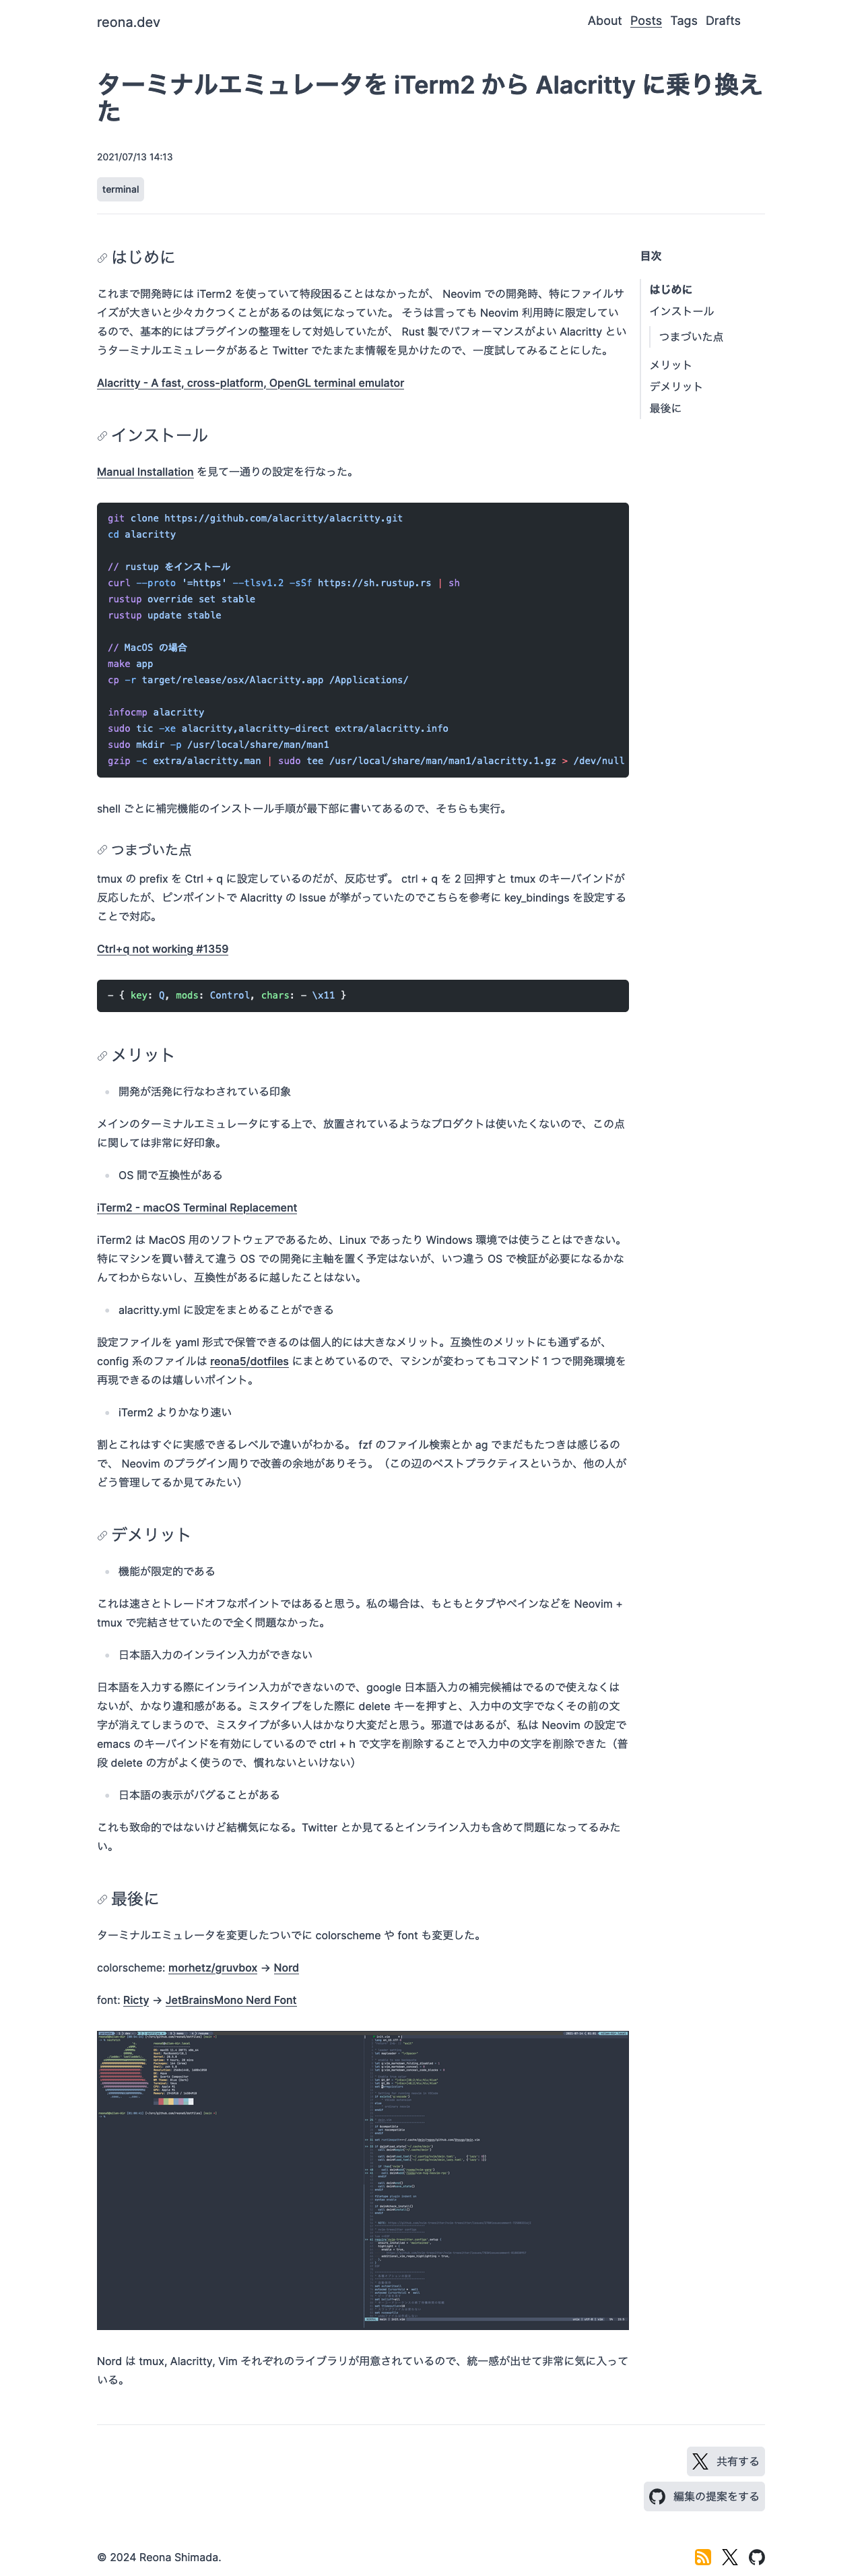 reona.dev
About Posts Tags Drafts
ターミナルエミュレータを iTerm2 から Alacritty に乗り換え
た
2021/07/13 14:13
terminal
はじめに
これまで開発時には iTerm2 を使っていて特段困ることはなかったが、 Neovim での開発時、特にファイルサ
イズが大きいと少々カクつくことがあるのは気になっていた。 そうは言っても Neovim 利用時に限定してい
るので、基本的にはプラグインの整理をして対処していたが、 Rust 製でパフォーマンスがよい Alacritty とい
うターミナルエミュレータがあると Twitter でたまたま情報を見かけたので、一度試してみることにした。
Alacritty - A fast, cross-platform, OpenGL terminal emulator
目次
はじめに
インストール
つまづいた点
メリット
デメリット
最後に
インストール
Manual Installation を見て一通りの設定を行なった。
git clone https://github.com/alacritty/alacritty.git
cd alacritty
// rustup をインストール
curl --proto '=https' --tlsv1.2 -sSf https://sh.rustup.rs | sh
rustup override set stable
rustup update stable
// MacOS の場合
make app
cp -r target/release/osx/Alacritty.app /Applications/
infocmp alacritty
sudo tic -xe alacritty,alacritty-direct extra/alacritty.info
sudo mkdir -p /usr/local/share/man/man1
gzip -c extra/alacritty.man | sudo tee /usr/local/share/man/man1/alacritty.1.gz > /dev/null
shell ごとに補完機能のインストール手順が最下部に書いてあるので、そちらも実行。
つまづいた点
tmux の prefix を Ctrl + q に設定しているのだが、反応せず。 ctrl + q を 2 回押すと tmux のキーバインドが
反応したが、ピンポイントで Alacritty の Issue が挙がっていたのでこちらを参考に key_bindings を設定する
ことで対応。
Ctrl+q not working #1359
- { key: Q, mods: Control, chars: - \x11 }
メリット
開発が活発に行なわされている印象
メインのターミナルエミュレータにする上で、放置されているようなプロダクトは使いたくないので、この点
に関しては非常に好印象。
OS 間で互換性がある
iTerm2 - macOS Terminal Replacement
iTerm2 は MacOS 用のソフトウェアであるため、Linux であったり Windows 環境では使うことはできない。
特にマシンを買い替えて違う OS での開発に主軸を置く予定はないが、いつ違う OS で検証が必要になるかな
んてわからないし、互換性があるに越したことはない。
alacritty.yml に設定をまとめることができる
設定ファイルを yaml 形式で保管できるのは個人的には大きなメリット。互換性のメリットにも通ずるが、
config 系のファイルは reona5/dotfiles にまとめているので、マシンが変わってもコマンド 1 つで開発環境を
再現できるのは嬉しいポイント。
iTerm2 よりかなり速い
割とこれはすぐに実感できるレベルで違いがわかる。 fzf のファイル検索とか ag でまだもたつきは感じるの
で、 Neovim のプラグイン周りで改善の余地がありそう。（この辺のベストプラクティスというか、他の人が
どう管理してるか見てみたい）
デメリット
機能が限定的である
これは速さとトレードオフなポイントではあると思う。私の場合は、もともとタブやペインなどを Neovim +
tmux で完結させていたので全く問題なかった。
日本語入力のインライン入力ができない
日本語を入力する際にインライン入力ができないので、google 日本語入力の補完候補はでるので使えなくは
ないが、かなり違和感がある。ミスタイプをした際に delete キーを押すと、入力中の文字でなくその前の文
字が消えてしまうので、ミスタイプが多い人はかなり大変だと思う。邪道ではあるが、私は Neovim の設定で
emacs のキーバインドを有効にしているので ctrl + h で文字を削除することで入力中の文字を削除できた（普
段 delete の方がよく使うので、慣れないといけない）
日本語の表示がバグることがある
これも致命的ではないけど結構気になる。Twitter とか見てるとインライン入力も含めて問題になってるみた
い。
最後に
ターミナルエミュレータを変更したついでに colorscheme や font も変更した。
colorscheme: morhetz/gruvbox → Nord
font: Ricty → JetBrainsMono Nerd Font
Nord は tmux, Alacritty, Vim それぞれのライブラリが用意されているので、統一感が出せて非常に気に入って
いる。
共有する
編集の提案をする
© 2024 Reona Shimada.